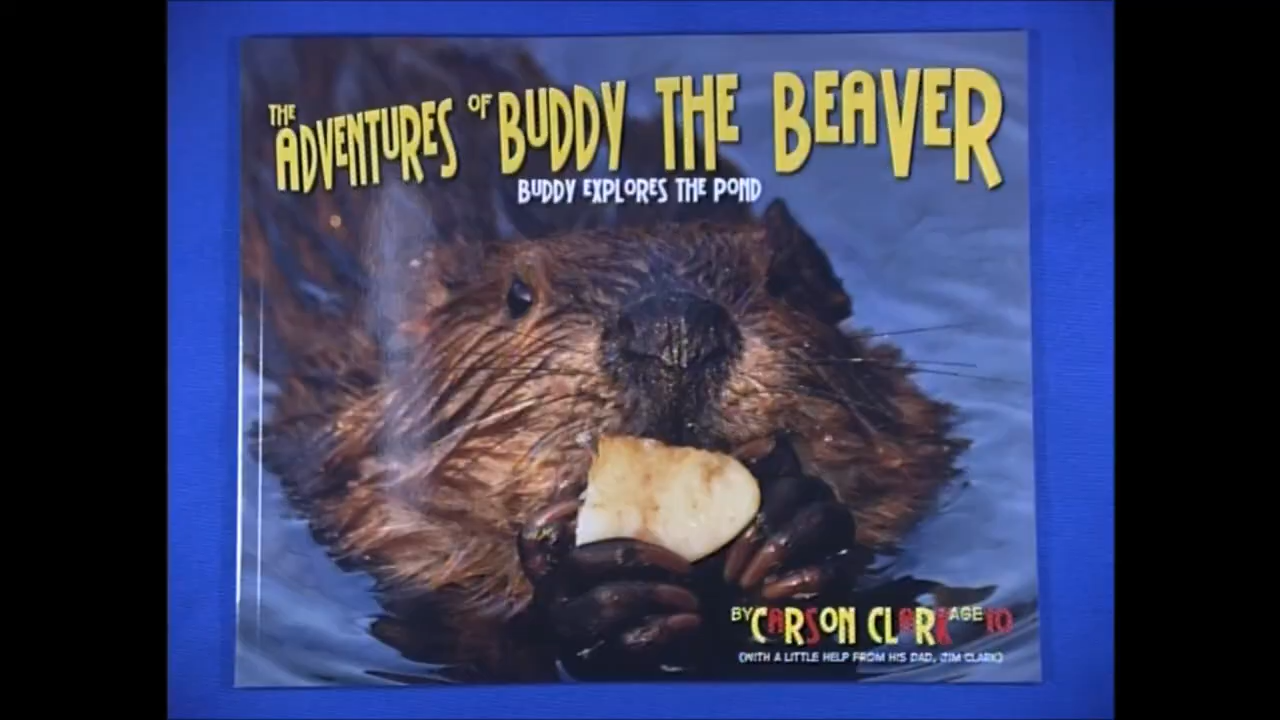 THE ADVENTURES OF BUDDY THE BEAVER
BUDDY EXPLORES THE POND
BY CARSON CLARK AGE 10
(WITH A LITTLE HELP FROM HIS DAD, JIM CLARK)